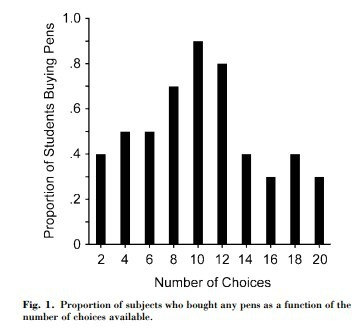 1.0
.8
.6
.4
.2
0
Proportion of Students Buying Pens
2 4 6 8 10 12 14 16 18 20
Number of Choices
Fig. 1. Proportion of subjects who bought any pens as a function of the
number of choices available.